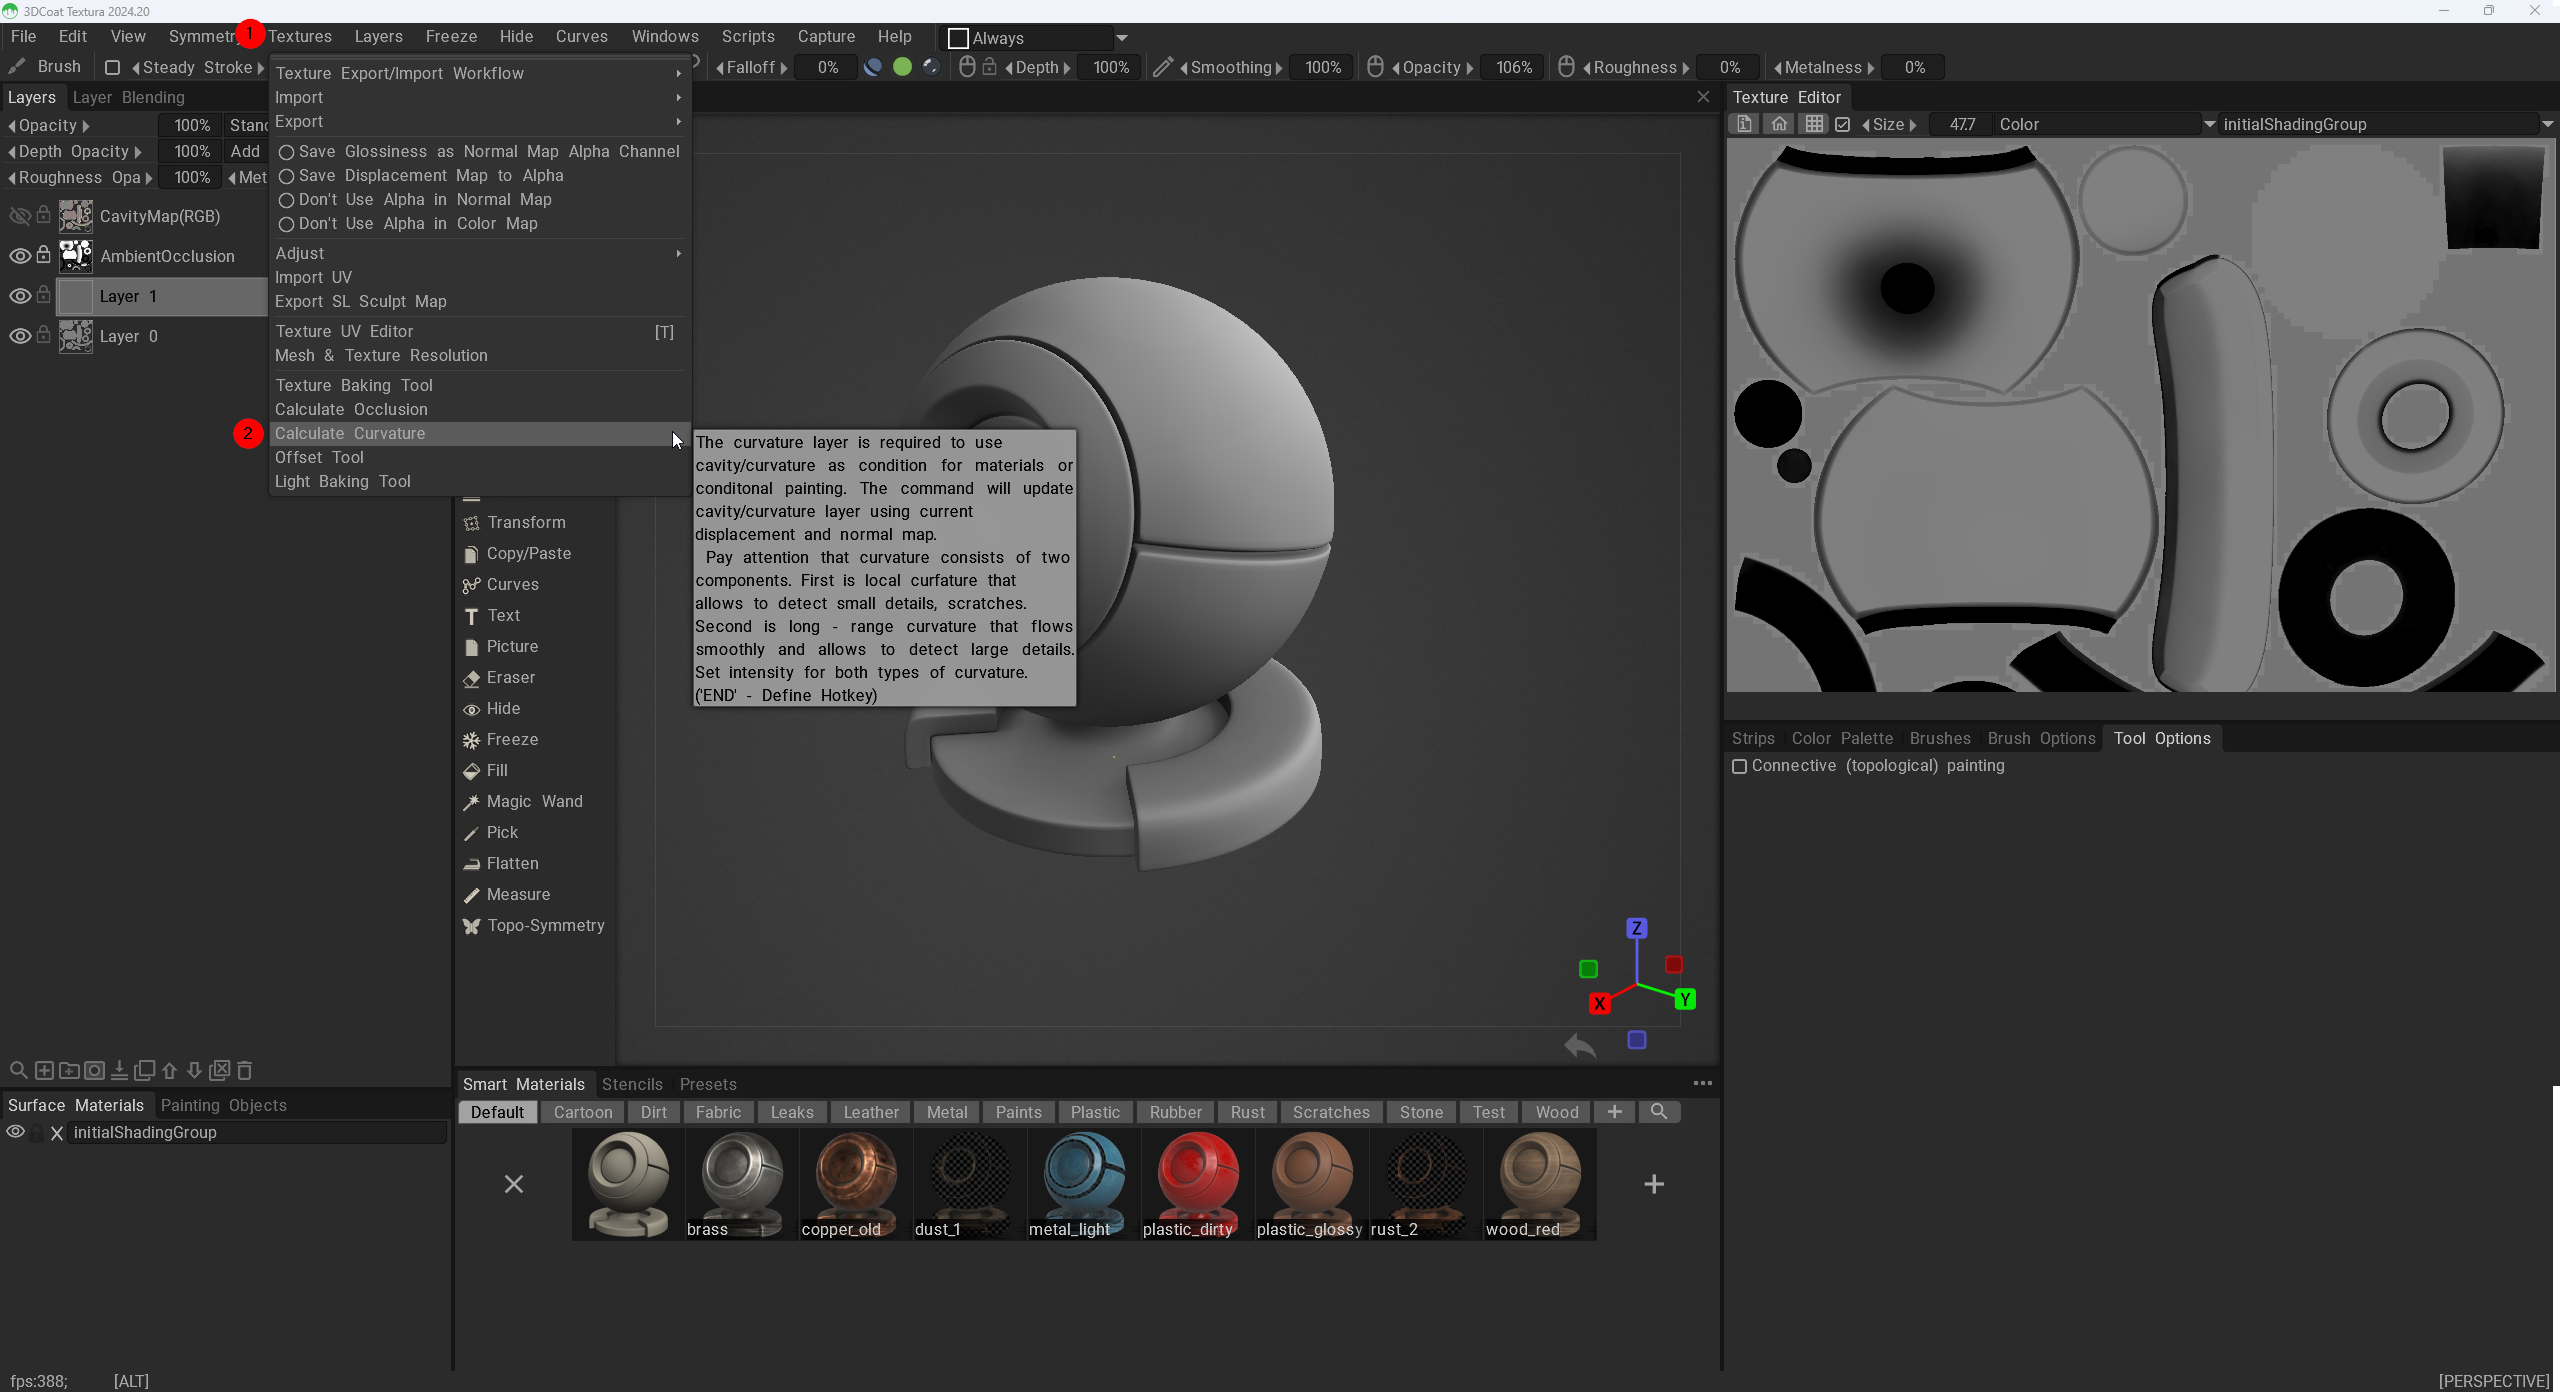 3DCoat Textura 2024.20
File Edit View Symmetr 1 Textures Layers Freeze Hide Curves Windows Scripts Capture Help Always
Brush Steady Stroke Falloff 0% Depth 100% Smoothing 100% Opacity 106% Roughness 0% Metalness 0%
Layers Layer Blending
Opacity 100% Stand
Depth Opacity 100% Add
Roughness Opa 100% Met
CavityMap(RGB)
AmbientOcclusion
Layer 1
Layer 0
Texture Export/Import Workflow
Import
Export
Save Glossiness as Normal Map Alpha Channel
Save Displacement Map to Alpha
Don't Use Alpha in Normal Map
Don't Use Alpha in Color Map
Adjust
Import UV
Export SL Sculpt Map
Texture UV Editor [T]
Mesh & Texture Resolution
Texture Baking Tool
Calculate Occlusion
2 Calculate Curvature
Offset Tool
Light Baking Tool
The curvature layer is required to use
cavity/curvature as condition for materials or
conditonal painting. The command will update
cavity/curvature layer using current
displacement and normal map.
Pay attention that curvature consists of two
components. First is local curfature that
allows to detect small details, scratches.
Second is long - range curvature that flows
smoothly and allows to detect large details.
Set intensity for both types of curvature.
('END' - Define Hotkey)
Transform
Copy/Paste
Curves
Text
Picture
Eraser
Hide
Freeze
Fill
Magic Wand
Pick
Flatten
Measure
Topo-Symmetry
Z
X
Y
Texture Editor
Size 47.7 Color initialShadingGroup
Strips Color Palette Brushes Brush Options Tool Options
Connective (topological) painting
Surface Materials Painting Objects
initialShadingGroup
Smart Materials Stencils Presets
Default Cartoon Dirt Fabric Leaks Leather Metal Paints Plastic Rubber Rust Scratches Stone Test Wood
brass copper_old dust_1 metal_light plastic_dirty plastic_glossy rust_2 wood_red
fps:388; [ALT] [PERSPECTIVE]